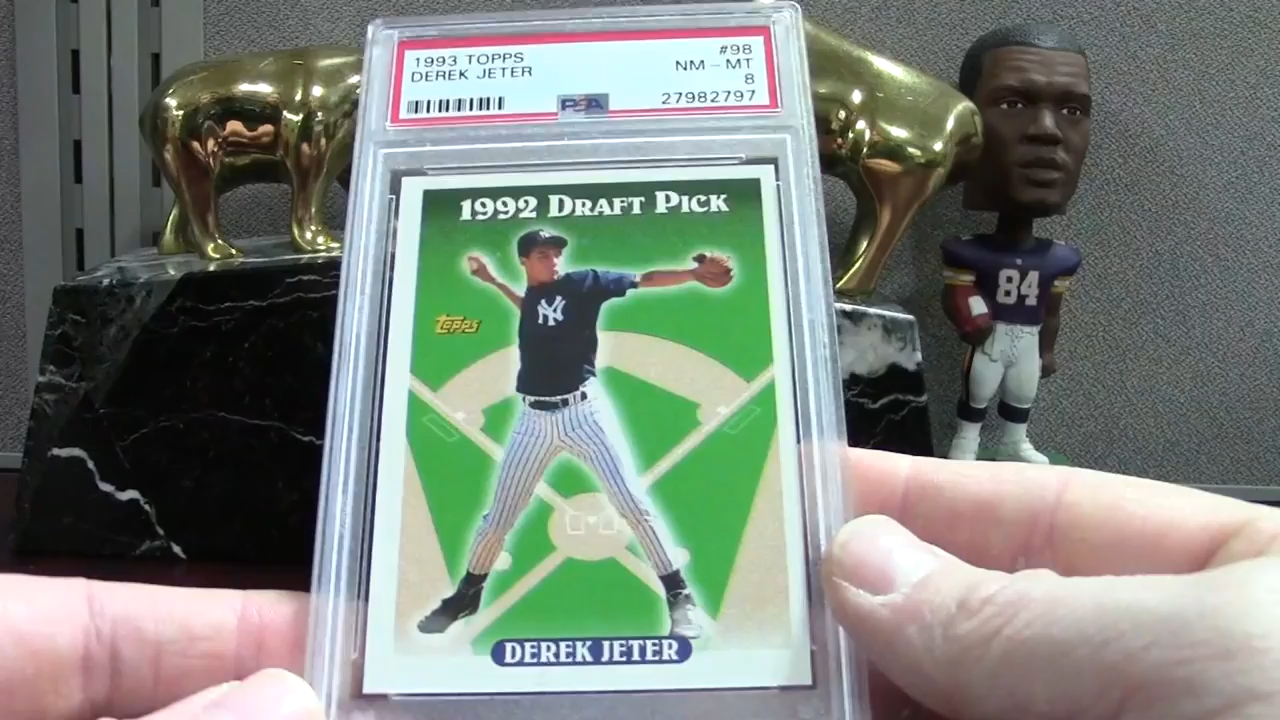 1993 TOPPS #98
DEREK JETER NM - MT
8
PSA 27982797
1992 DRAFT PICK
NY
Topps
DEREK JETER
84